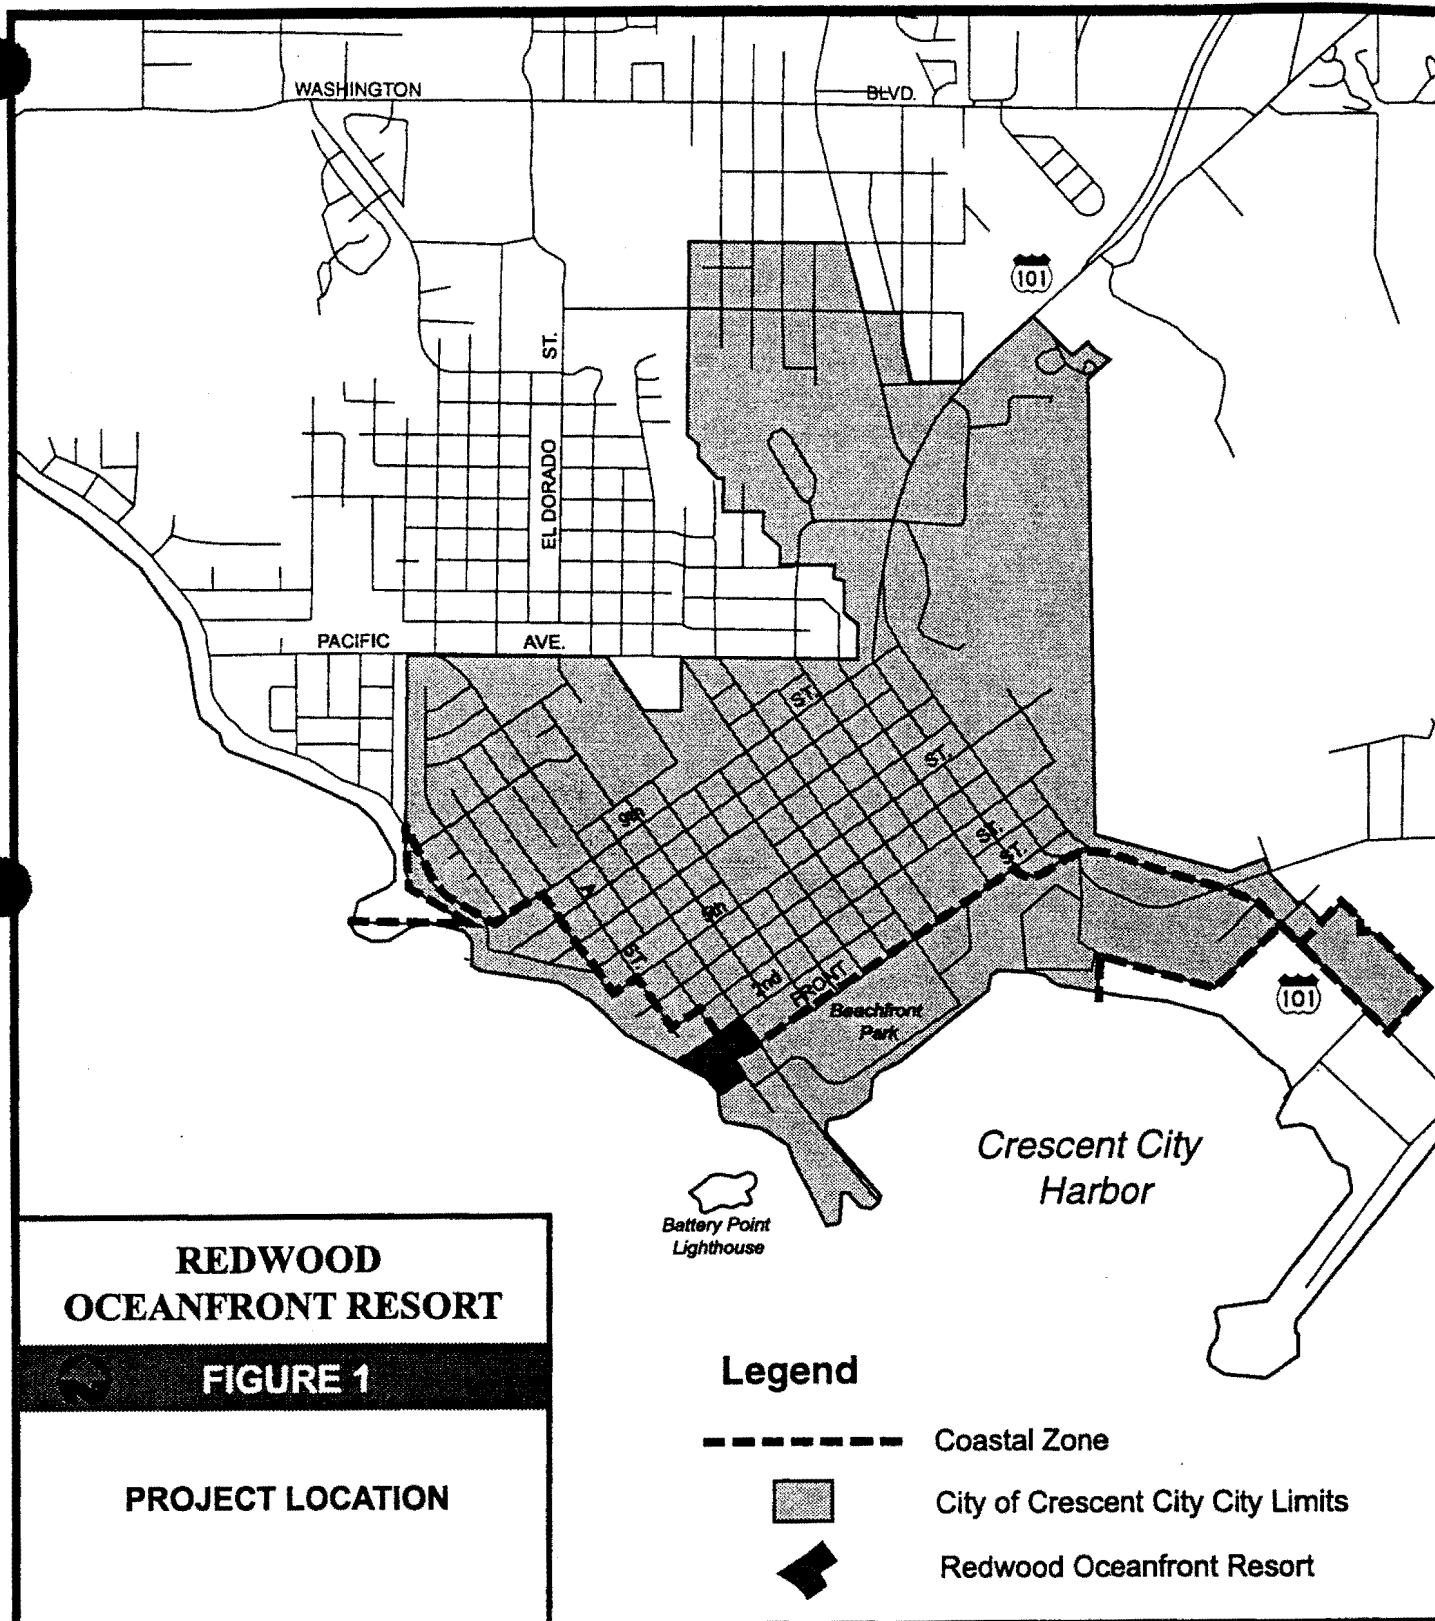 WASHINGTON
BLVD.
101
ST.
EL DORADO
PACIFIC
AVE.
ST.
ST.
9th
ST.
ST.
A
5th
ST.
2nd
FRONT
Beachfront
Park
101
Crescent City
Harbor
Battery Point
Lighthouse
REDWOOD
OCEANFRONT RESORT
FIGURE 1
PROJECT LOCATION
Legend
Coastal Zone
City of Crescent City City Limits
Redwood Oceanfront Resort